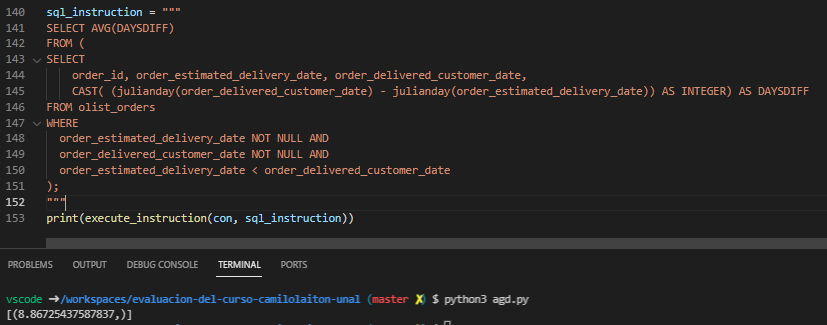 140 sql_instruction = """
141 SELECT AVG(DAYSDIFF)
142 FROM (
143 SELECT
144 order_id, order_estimated_delivery_date, order_delivered_customer_date,
145 CAST( (julianday(order_delivered_customer_date) - julianday(order_estimated_delivery_date)) AS INTEGER) AS DAYSDIFF
146 FROM olist_orders
147 WHERE
148 order_estimated_delivery_date NOT NULL AND
149 order_delivered_customer_date NOT NULL AND
150 order_estimated_delivery_date < order_delivered_customer_date
151 );
152 """
153 print(execute_instruction(con, sql_instruction))
PROBLEMS OUTPUT DEBUG CONSOLE TERMINAL PORTS
vscode ➜/workspaces/evaluacion-del-curso-camilolaiton-unal (master ✗) $ python3 agd.py
[(8.86725437587837,)]